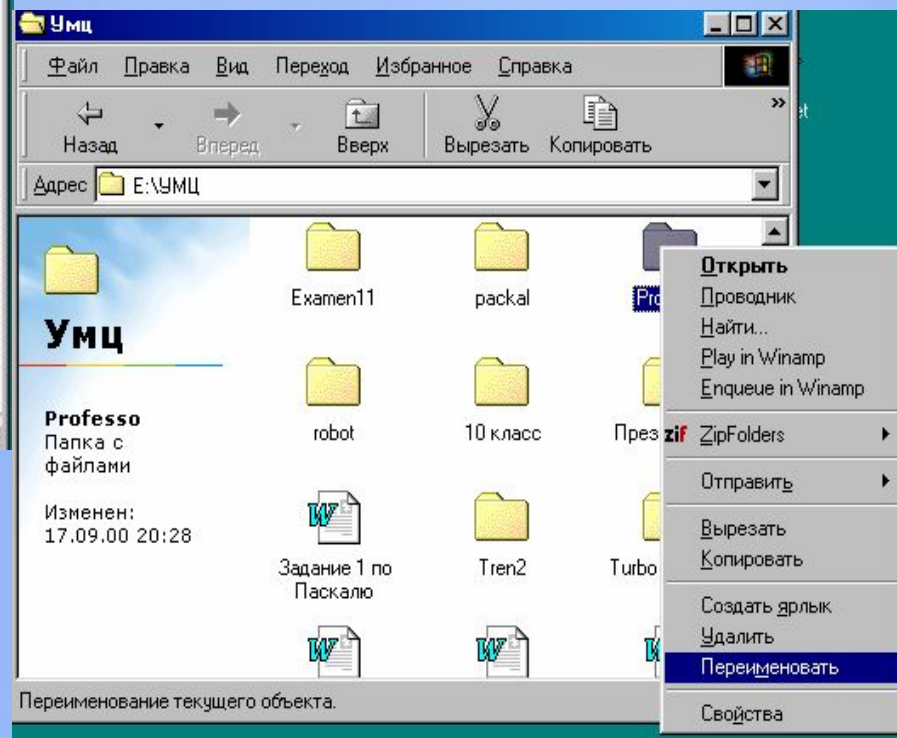 Умц
Файл Правка Вид Переход Избранное Справка
Назад Вперед Вверх Вырезать Копировать »
Адрес E:\УМЦ
Умц
Professo
Папка с
файлами
Изменен:
17.09.00 20:28
Examen11 packal
robot 10 класс
Задание 1 по
Паскалю
Tren2 Turbo
Открыть
Проводник
Найти...
Play in Winamp
Enqueue in Winamp
zif ZipFolders
Отправить
Вырезать
Копировать
Создать ярлык
Удалить
Переименовать
Свойства
Переименование текущего объекта.